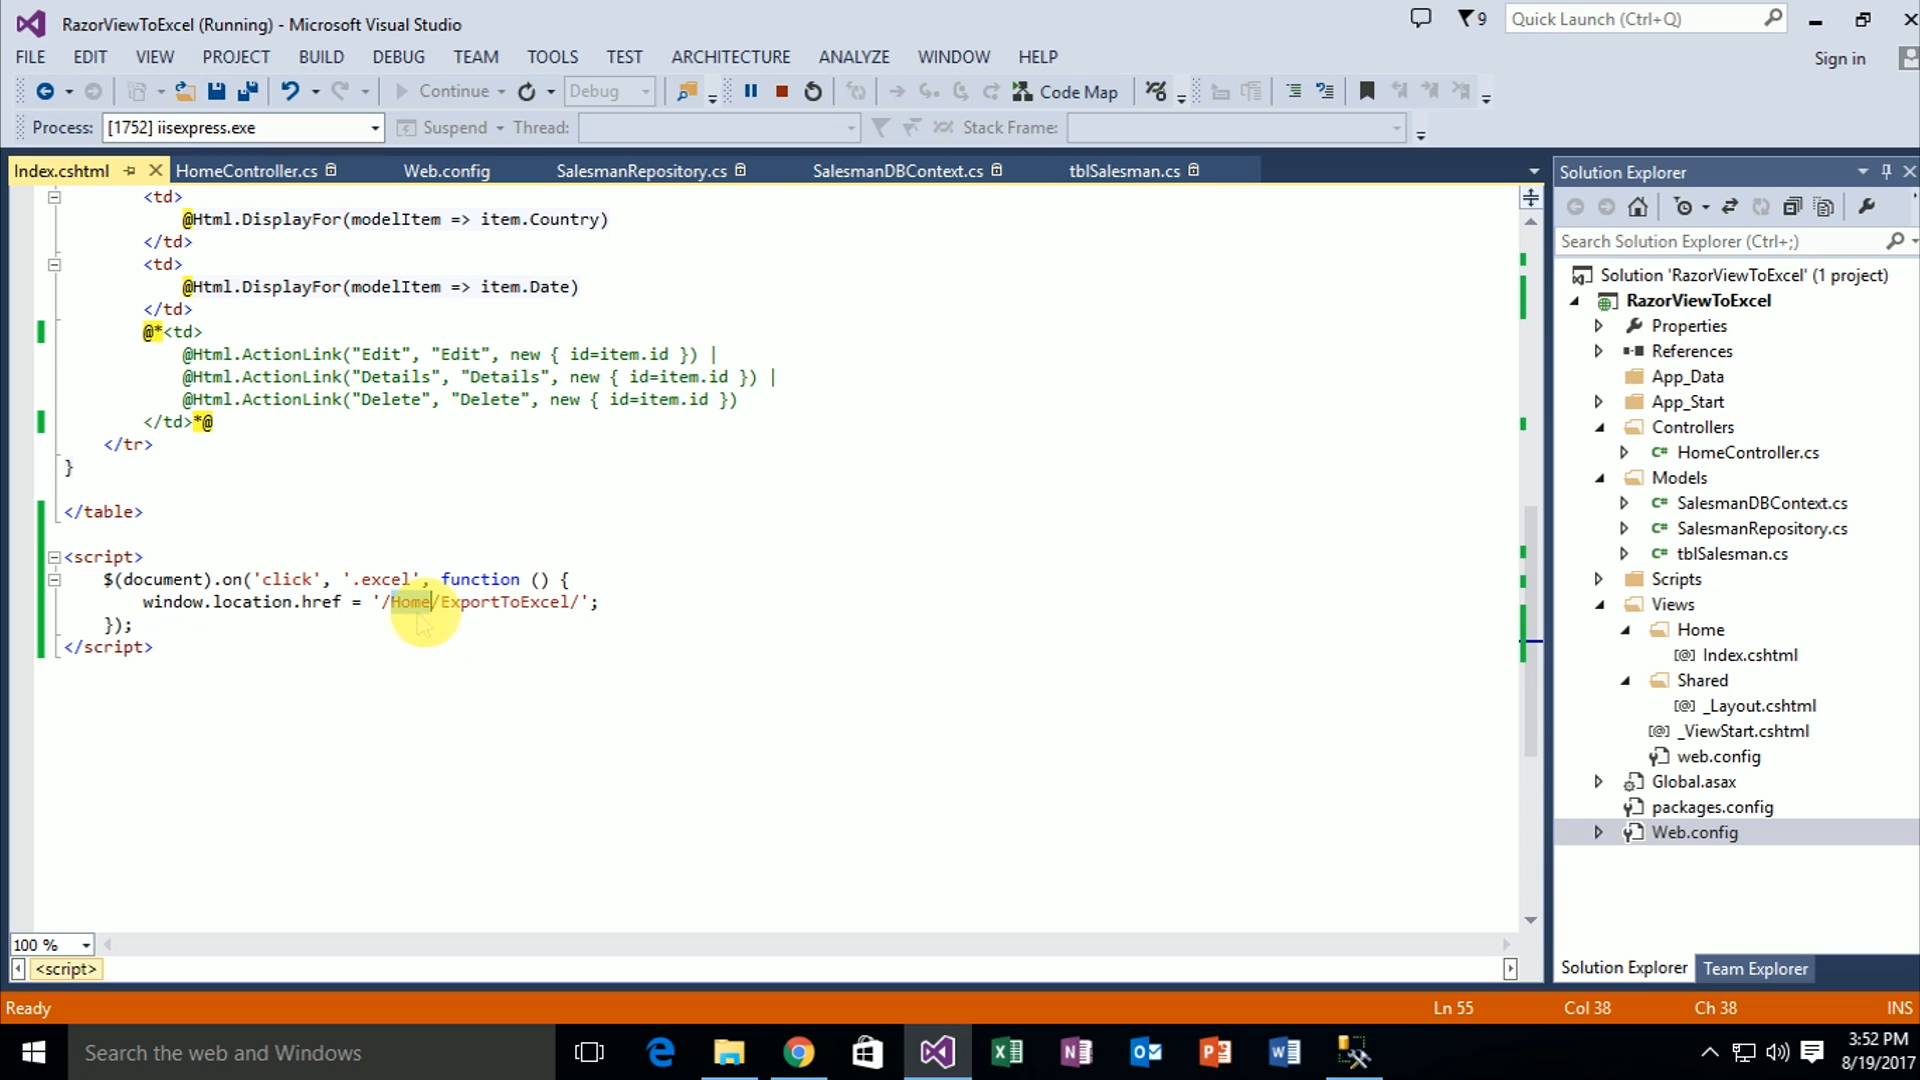 RazorViewToExcel (Running) - Microsoft Visual Studio
9
Quick Launch (Ctrl+Q)
FILE EDIT VIEW PROJECT BUILD DEBUG TEAM TOOLS TEST ARCHITECTURE ANALYZE WINDOW HELP
Sign in
Continue
Debug
Code Map
Process: [1752] iisexpress.exe
Suspend
Thread:
Stack Frame:
Index.cshtml
HomeController.cs
Web.config
SalesmanRepository.cs
SalesmanDBContext.cs
tblSalesman.cs
<td>
@Html.DisplayFor(modelItem => item.Country)
</td>
<td>
@Html.DisplayFor(modelItem => item.Date)
</td>
@*<td>
@Html.ActionLink("Edit", "Edit", new { id=item.id }) |
@Html.ActionLink("Details", "Details", new { id=item.id }) |
@Html.ActionLink("Delete", "Delete", new { id=item.id })
</td>*@
</tr>
}
</table>
<script>
$(document).on('click', '.excel', function () {
window.location.href = '/Home/ExportToExcel/';
});
</script>
100 %
<script>
Solution Explorer
Search Solution Explorer (Ctrl+;)
Solution 'RazorViewToExcel' (1 project)
RazorViewToExcel
Properties
References
App_Data
App_Start
Controllers
C# HomeController.cs
Models
C# SalesmanDBContext.cs
C# SalesmanRepository.cs
C# tblSalesman.cs
Scripts
Views
Home
[@] Index.cshtml
Shared
[@] _Layout.cshtml
[@] _ViewStart.cshtml
web.config
Global.asax
packages.config
Web.config
Solution Explorer
Team Explorer
Ready
Ln 55
Col 38
Ch 38
INS
Search the web and Windows
3:52 PM
8/19/2017